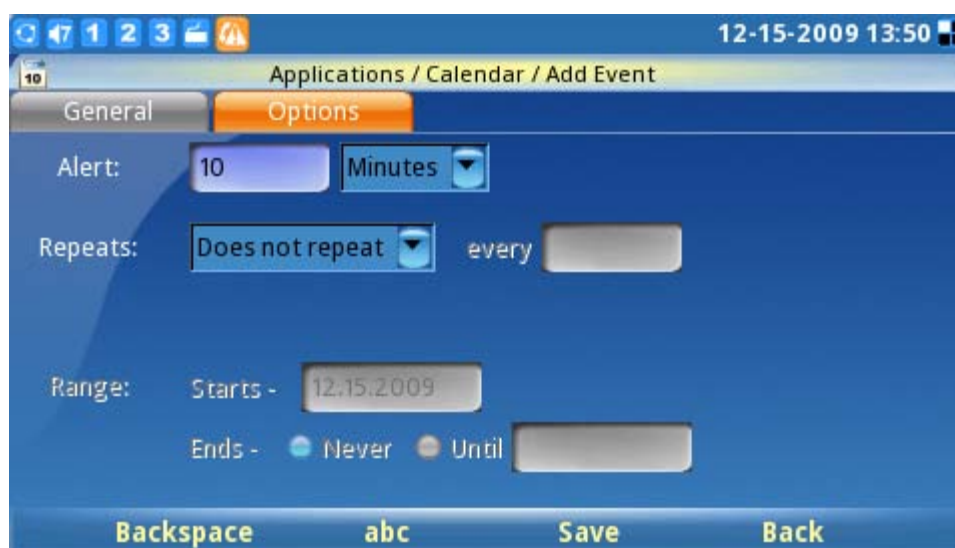 47 1 2 3 12-15-2009 13:50
10 Applications / Calendar / Add Event
General Options
Alert: 10 Minutes
Repeats: Does not repeat every
Range: Starts - 12.15.2009
Ends - Never Until
Backspace abc Save Back